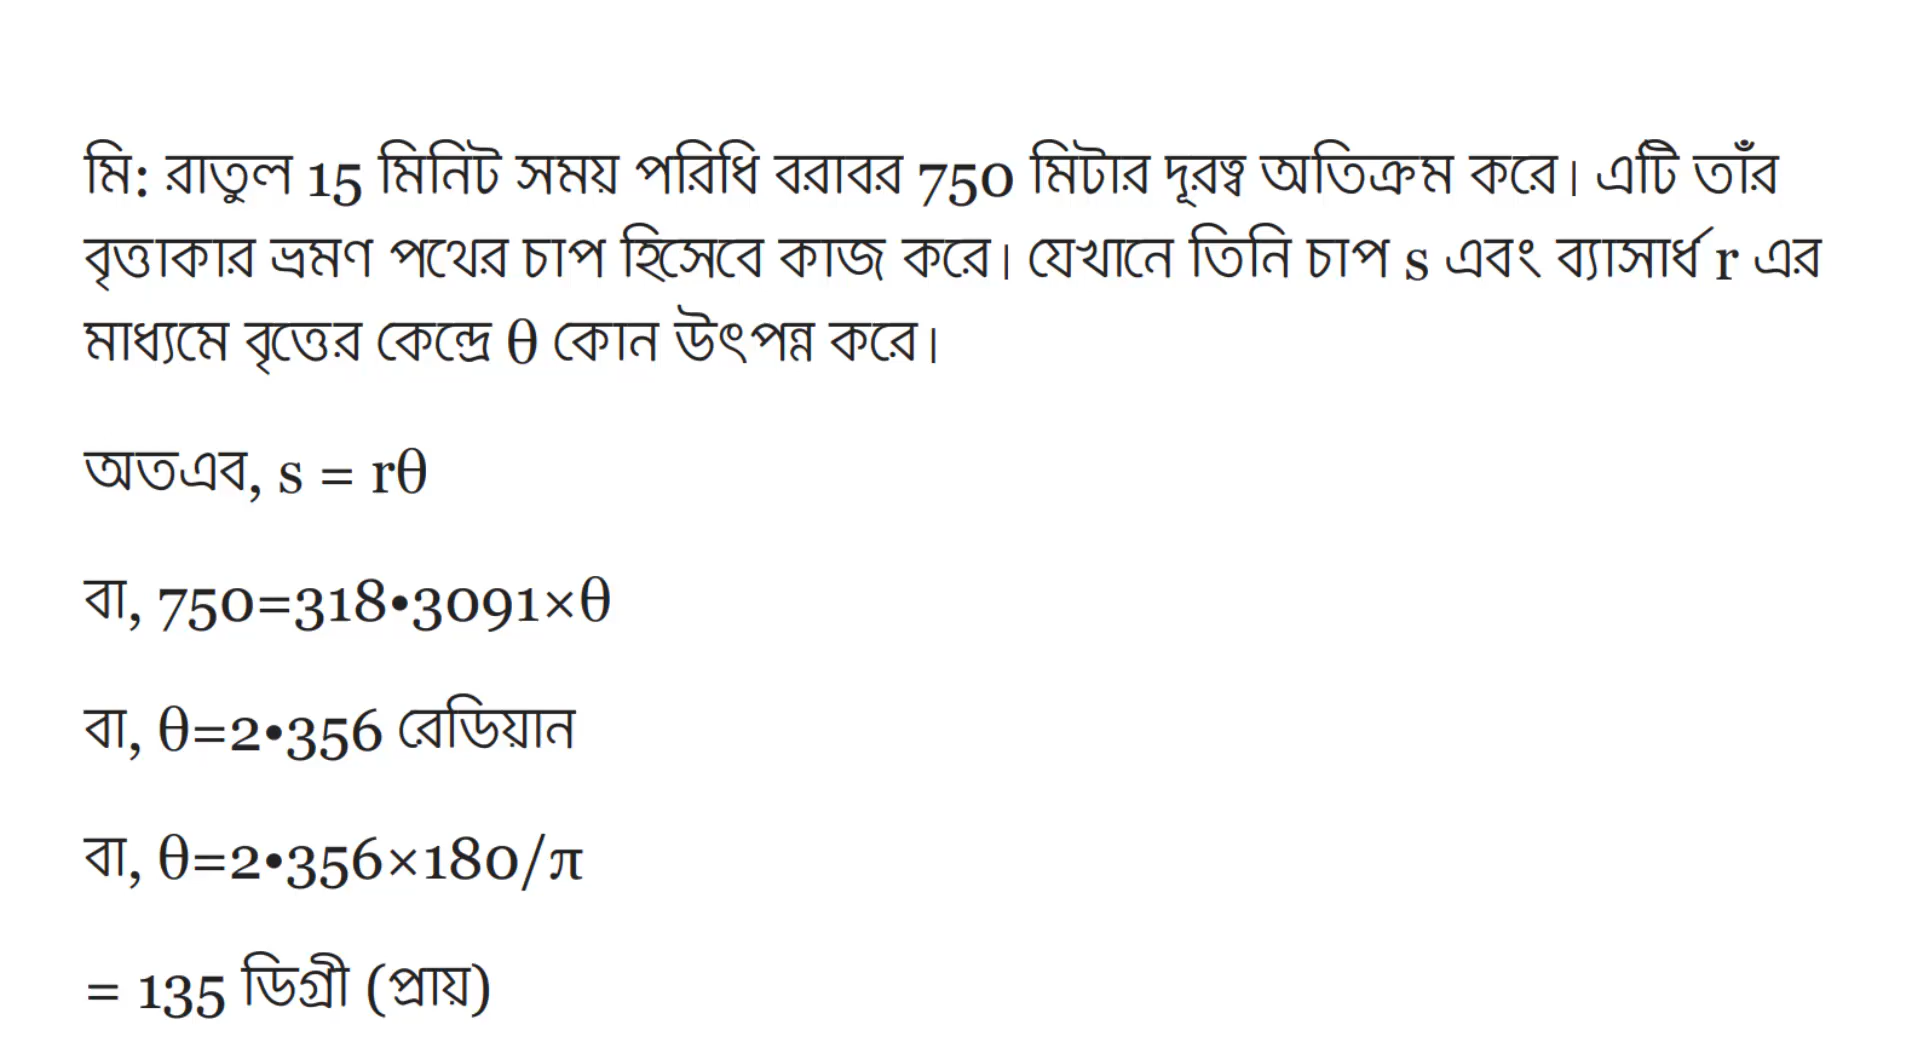 মি: রাতুল 15 মিনিট সময় পরিধি বরাবর 750 মিটার দূরত্ব অতিক্রম করে। এটি তাঁর
বৃত্তাকার ভ্রমণ পথের চাপ হিসেবে কাজ করে। যেখানে তিনি চাপ s এবং ব্যাসার্ধ r এর
মাধ্যমে বৃত্তের কেন্দ্রে θ কোন উৎপন্ন করে।
অতএব, s = rθ
বা, 750=318•3091×θ
বা, θ=2•356 রেডিয়ান
বা, θ=2•356×180/π
= 135 ডিগ্রী (প্রায়)